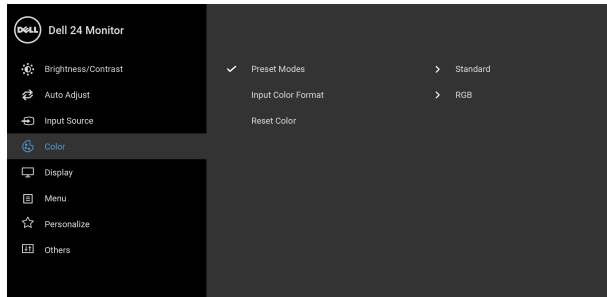 DELL Dell 24 Monitor
Brightness/Contrast Preset Modes Standard
Auto Adjust Input Color Format RGB
Input Source Reset Color
Color
Display
Menu
Personalize
Others